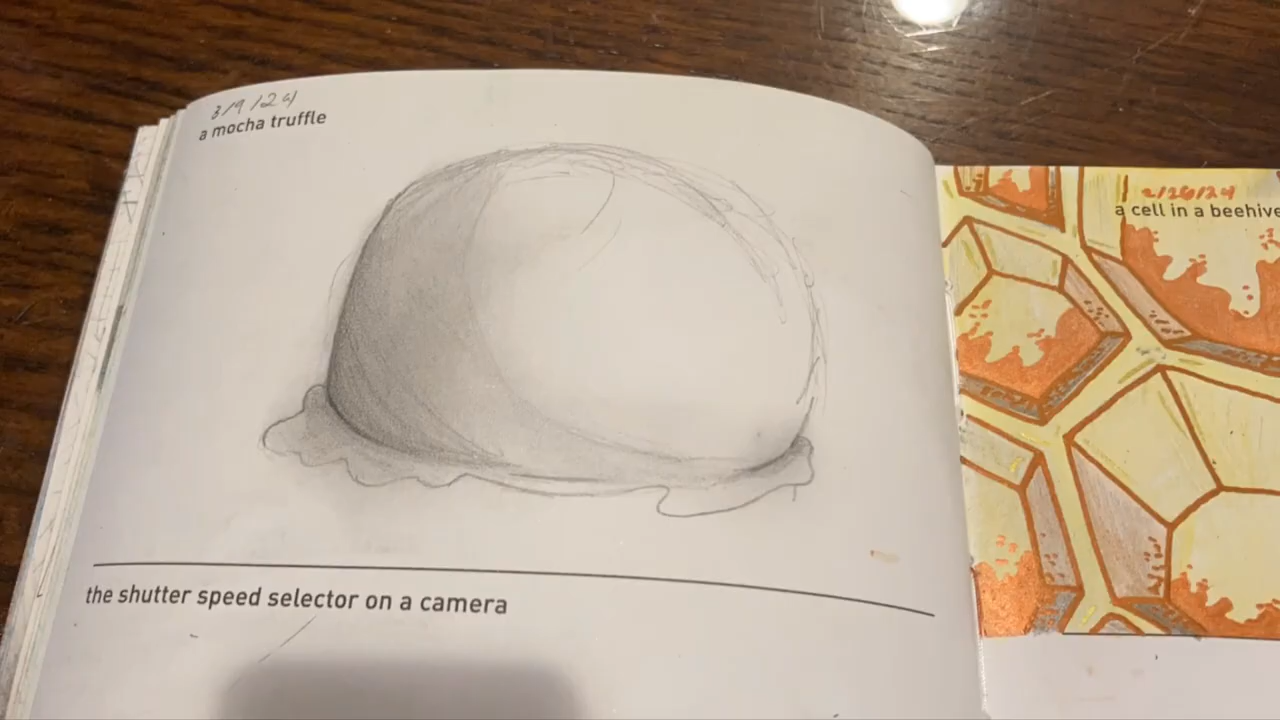 3/9/24
a mocha truffle
the shutter speed selector on a camera
2/26/24
a cell in a beehive